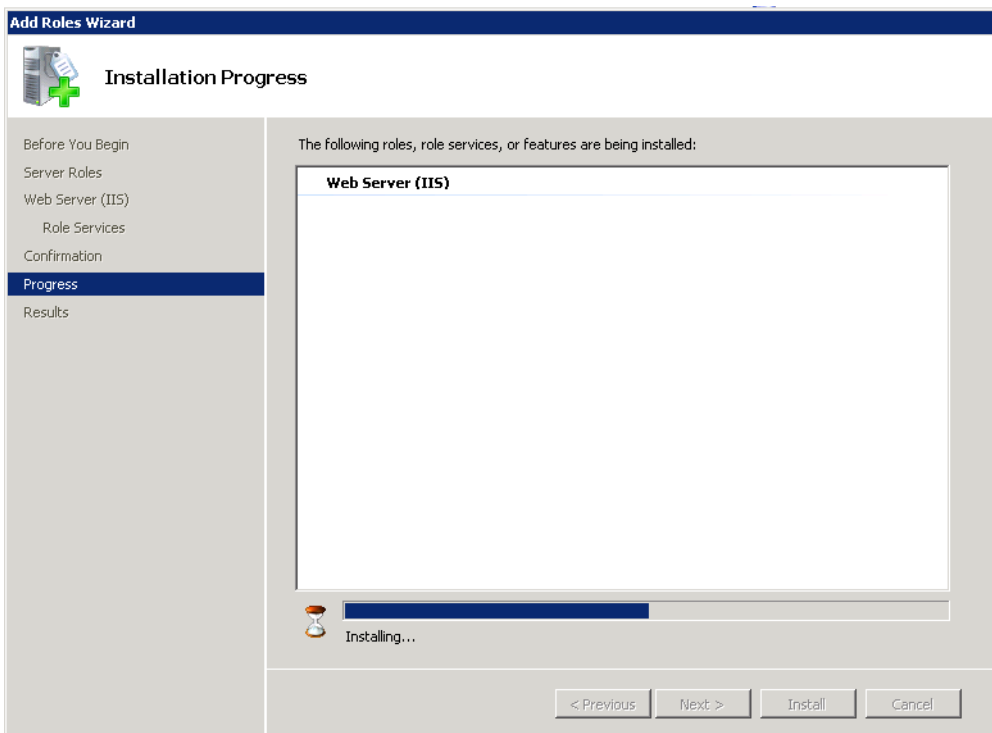 Add Roles Wizard
Installation Progress
Before You Begin
Server Roles
Web Server (IIS)
Role Services
Confirmation
Progress
Results
The following roles, role services, or features are being installed:
Web Server (IIS)
Installing...
< Previous
Next >
Install
Cancel